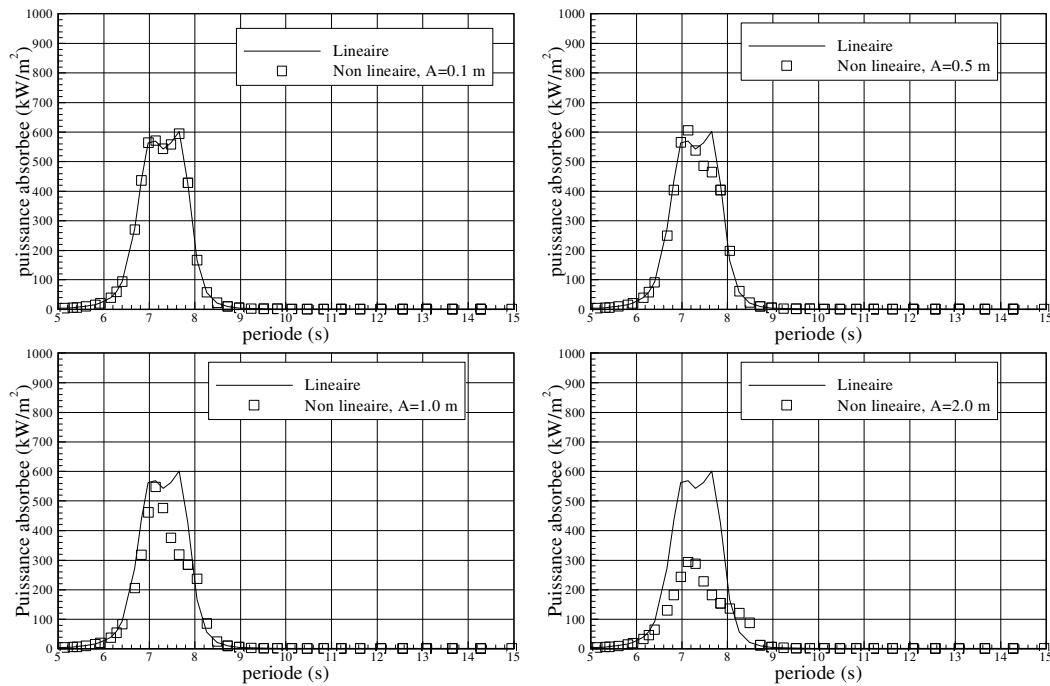 1000
900
800
700
600
500
400
300
200
100
0
puissance absorbee (kW/m²)
Lineaire
Non lineaire, A=0.1 m
5 6 7 8 9 10 11 12 13 14 15
periode (s)
1000
900
800
700
600
500
400
300
200
100
0
puissance absorbee (kW/m²)
Lineaire
Non lineaire, A=0.5 m
5 6 7 8 9 10 11 12 13 14 15
periode (s)
1000
900
800
700
600
500
400
300
200
100
0
Puissance absorbee (kW/m²)
Lineaire
Non lineaire, A=1.0 m
5 6 7 8 9 10 11 12 13 14 15
periode (s)
1000
900
800
700
600
500
400
300
200
100
0
Puissance absorbee (kW/m²)
Lineaire
Non lineaire, A=2.0 m
5 6 7 8 9 10 11 12 13 14 15
periode (s)